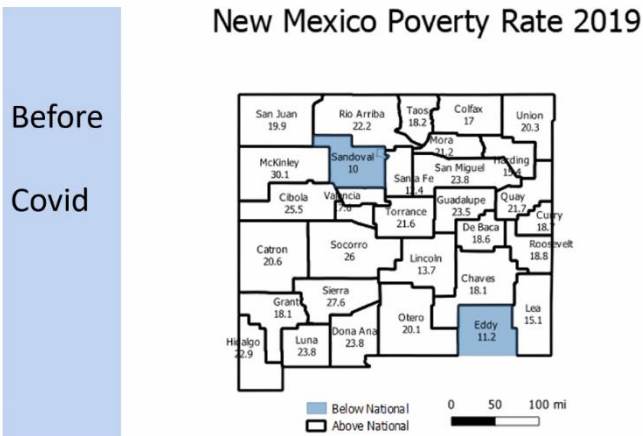 New Mexico Poverty Rate 2019
Before
Covid
San Juan
19.9
Rio Arriba
22.2
Taos
18.2
Colfax
17
Union
20.3
Mora
21.2
McKinley
30.1
Sandoval
10
Santa Fe
12.4
San Miguel
23.8
Harding
15.4
Cibola
25.5
Valencia
Torrance
21.6
Guadalupe
23.5
Quay
21.7
Curry
De Baca
18.6
Roosevelt
18.8
Catron
20.6
Socorro
26
Lincoln
13.7
Chaves
18.1
Grant
18.1
Sierra
27.6
Otero
20.1
Eddy
11.2
Lea
15.1
Hidalgo
22.9
Luna
23.8
Dona Ana
23.8
Below National
Above National
0 50 100 mi